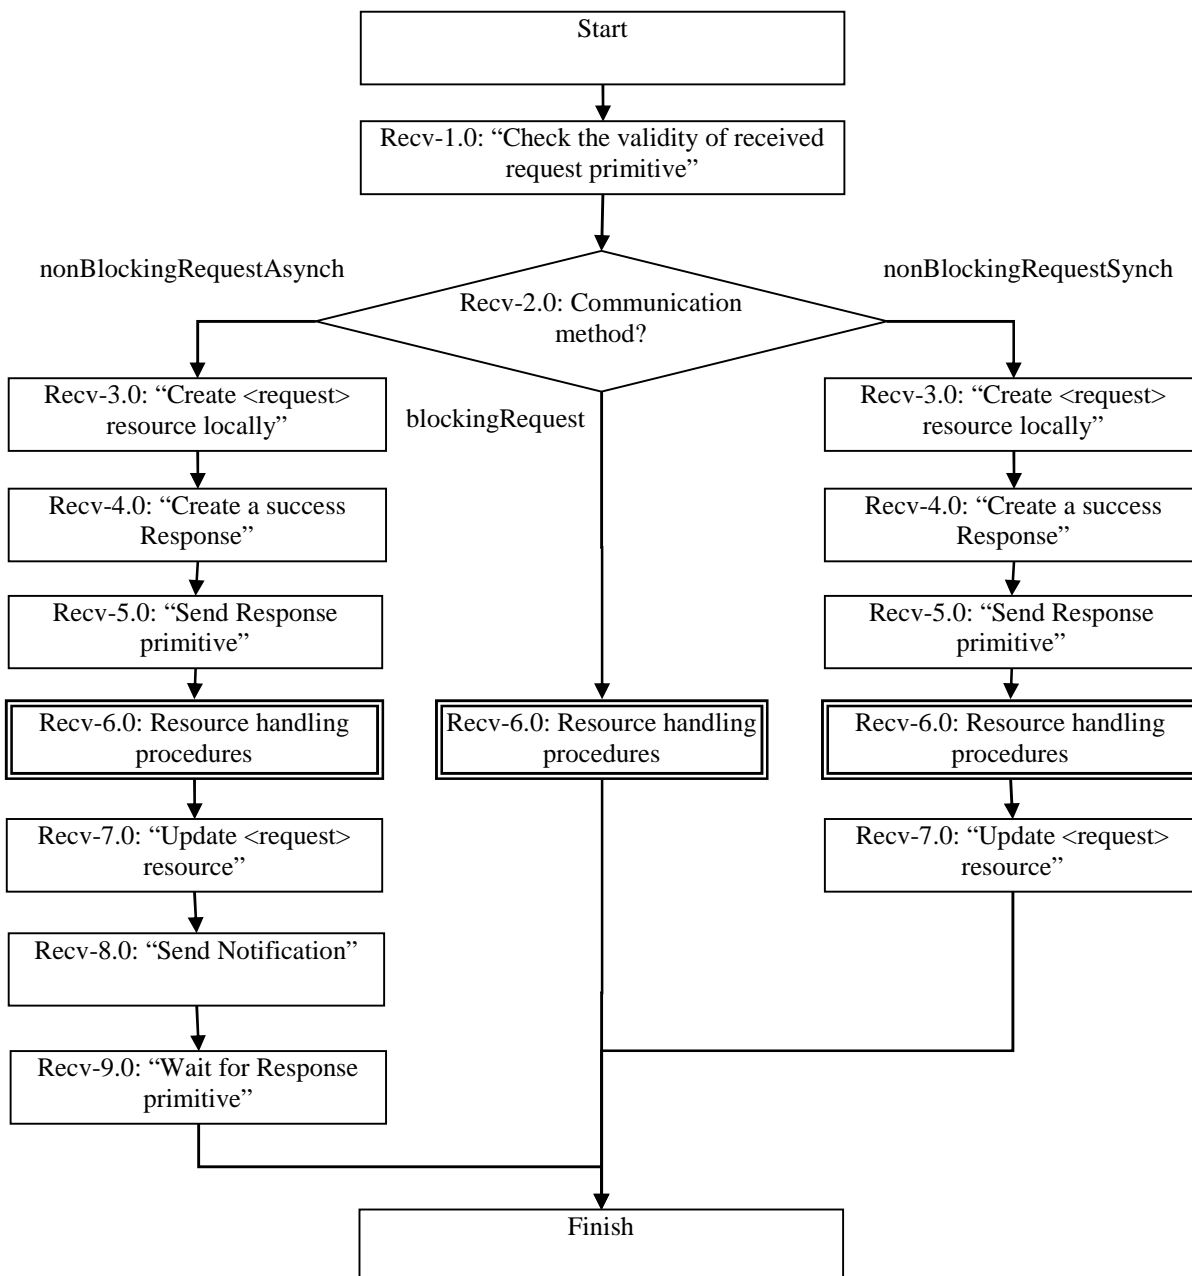 Start
Recv-1.0: “Check the validity of received
request primitive”
nonBlockingRequestAsynch
nonBlockingRequestSynch
Recv-2.0: Communication
method?
blockingRequest
Recv-3.0: “Create <request>
resource locally”
Recv-4.0: “Create a success
Response”
Recv-5.0: “Send Response
primitive”
Recv-6.0: Resource handling
procedures
Recv-7.0: “Update <request>
resource”
Recv-8.0: “Send Notification”
Recv-9.0: “Wait for Response
primitive”
Recv-6.0: Resource handling
procedures
Recv-3.0: “Create <request>
resource locally”
Recv-4.0: “Create a success
Response”
Recv-5.0: “Send Response
primitive”
Recv-6.0: Resource handling
procedures
Recv-7.0: “Update <request>
resource”
Finish